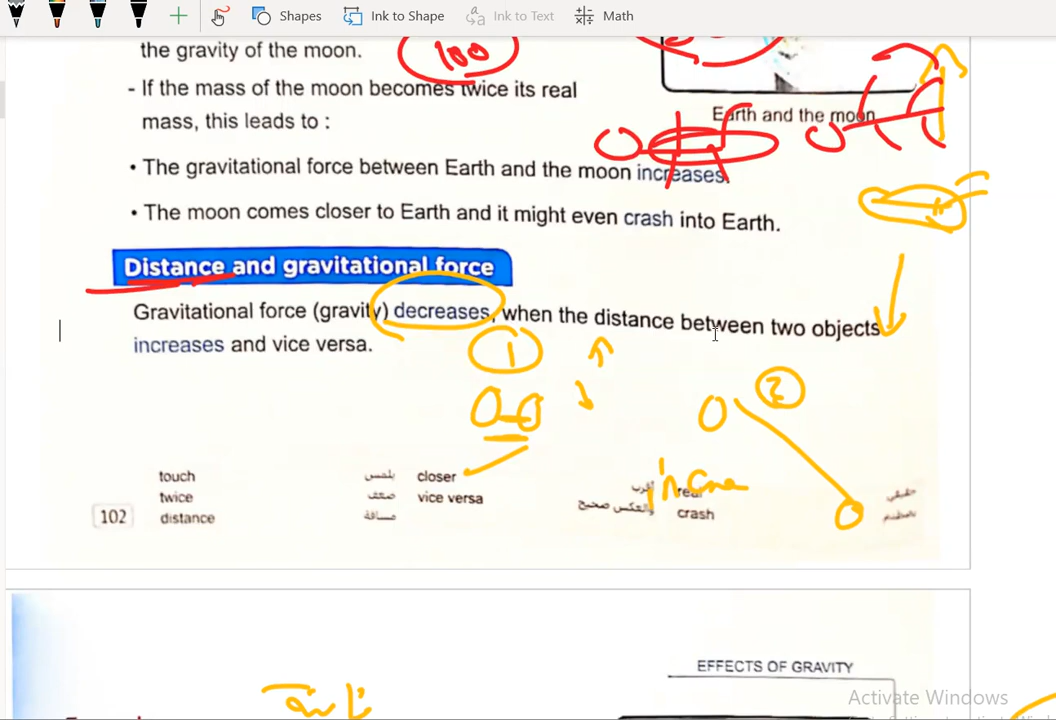 Shapes Ink to Shape Ink to Text Math
the gravity of the moon.
100
- If the mass of the moon becomes twice its real
mass, this leads to :
Earth and the moon
• The gravitational force between Earth and the moon increases.
• The moon comes closer to Earth and it might even crash into Earth.
Distance and gravitational force
Gravitational force (gravity) decreases, when the distance between two objects
increases and vice versa.
1
2
touch يلمس closer أقرب real حقيقي
twice ضعف vice versa والعكس صحيح crash
distance مسافة
102
EFFECTS OF GRAVITY
Activate Windows